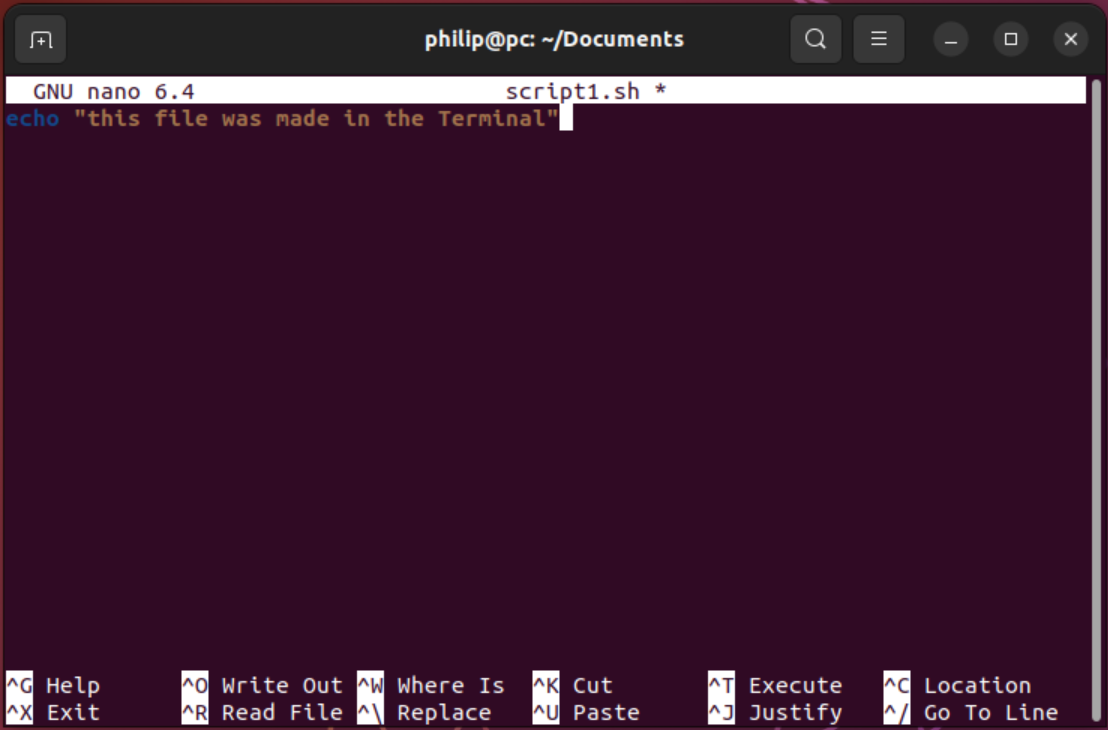 philip@pc: ~/Documents
GNU nano 6.4 script1.sh *
echo "this file was made in the Terminal"
^G Help ^O Write Out ^W Where Is ^K Cut ^T Execute ^C Location
^X Exit ^R Read File ^\ Replace ^U Paste ^J Justify ^/ Go To Line